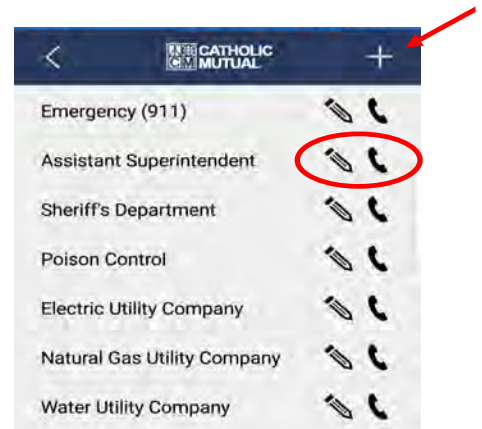 CATHOLIC
MUTUAL
Emergency (911)
Assistant Superintendent
Sheriff's Department
Poison Control
Electric Utility Company
Natural Gas Utility Company
Water Utility Company